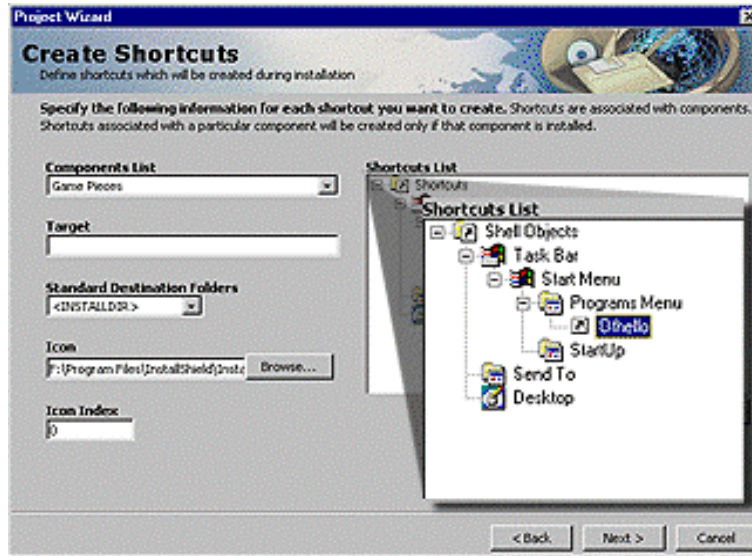 Project Wizard
Create Shortcuts
Define shortcuts which will be created during installation
Specify the following information for each shortcut you want to create. Shortcuts are associated with components.
Shortcuts associated with a particular component will be created only if that component is installed.
Components List
Game Pieces
Target
Standard Destination Folders
<INSTALLDIR>
Icon
F:\Program Files\InstallShield\Inst
Browse...
Icon Index
0
Shortcuts List
Shortcuts
Shortcuts List
Shell Objects
Task Bar
Start Menu
Programs Menu
Othello
StartUp
Send To
Desktop
< Back
Next >
Cancel